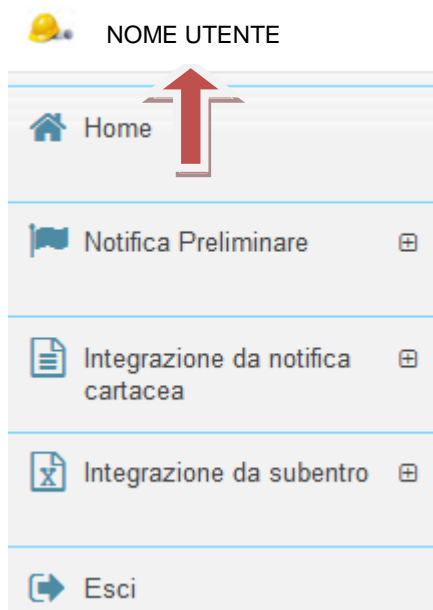 NOME UTENTE
Home
Notifica Preliminare
Integrazione da notifica
cartacea
Integrazione da subentro
Esci